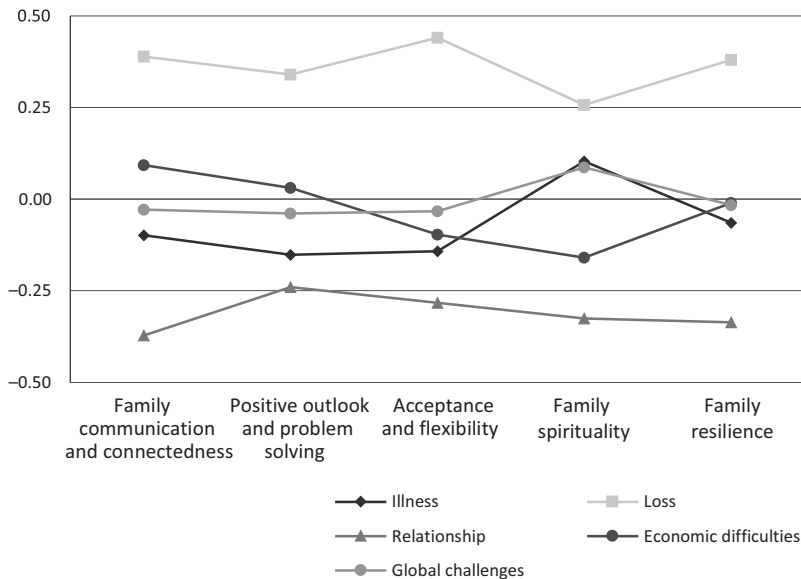 0.50
0.25
0.00
−0.25
−0.50
Family
communication
and connectedness
Positive outlook
and problem
solving
Acceptance
and flexibility
Family
spirituality
Family
resilience
Illness
Loss
Relationship
Economic difficulties
Global challenges